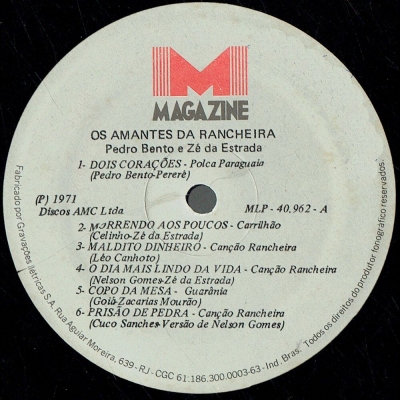 M
MAGAZINE
OS AMANTES DA RANCHEIRA
Pedro Bento e Zé da Estrada
1- DOIS CORAÇÕES - Polca Paraguaia
(Pedro Bento-Pererê)
(P) 1971
Discos AMC Ltda
MLP - 40.962 - A
2- MORRENDO AOS POUCOS - Carrilhão
(Celinho-Zé da Estrada)
3- MALDITO DINHEIRO - Canção Rancheira
(Léo Canhoto)
4- O DIA MAIS LINDO DA VIDA - Canção Rancheira
(Nelson Gomes-Zé da Estrada)
5- COPO DA MESA - Guarânia
(Goiá-Zacarias Mourão)
6- PRISÃO DE PEDRA - Canção Rancheira
(Cuco Sanches-Versão de Nelson Gomes)
Fabricado por Gravações Elétricas S.A. Rua Aguiar Moreira, 639 - RJ - CGC 61.186.300.0003-63 - Ind. Bras. Todos os direitos do produtor fonográfico reservados.